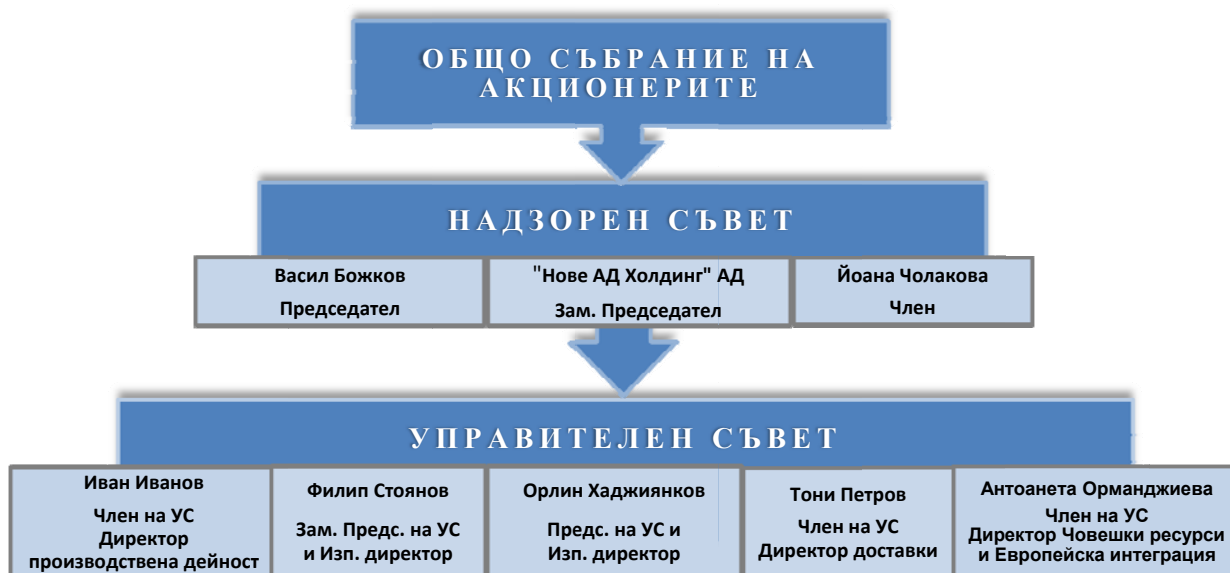 ОБЩО СЪБРАНИЕ НА
АКЦИОНЕРИТЕ
НАДЗОРЕН СЪВЕТ
Васил Божков
Председател
"Нове АД Холдинг" АД
Зам. Председател
Йоана Чолакова
Член
УПРАВИТЕЛЕН СЪВЕТ
Иван Иванов
Член на УС
Директор
производствена дейност
Филип Стоянов
Зам. Предс. на УС
и Изп. директор
Орлин Хаджиянков
Предс. на УС и
Изп. директор
Тони Петров
Член на УС
Директор доставки
Антоанета Орманджиева
Член на УС
Директор Човешки ресурси
и Европейска интеграция